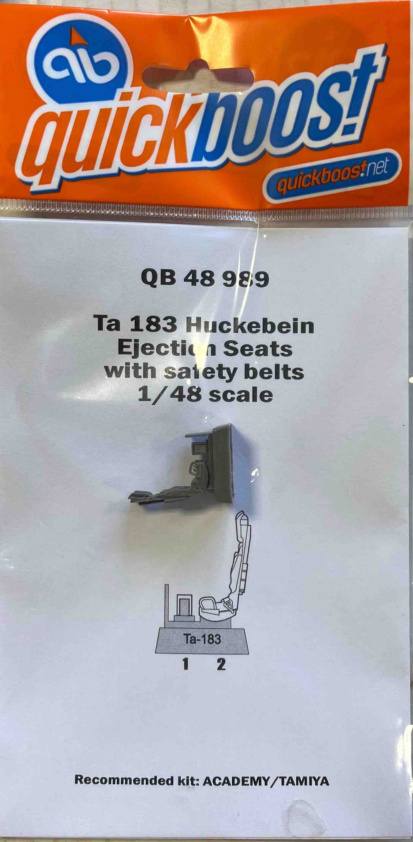 qb
quickboost
quickboost.net
QB 48 989
Ta 183 Huckebein
Ejection Seats
with safety belts
1/48 scale
Ta-183
1 2
Recommended kit: ACADEMY/TAMIYA